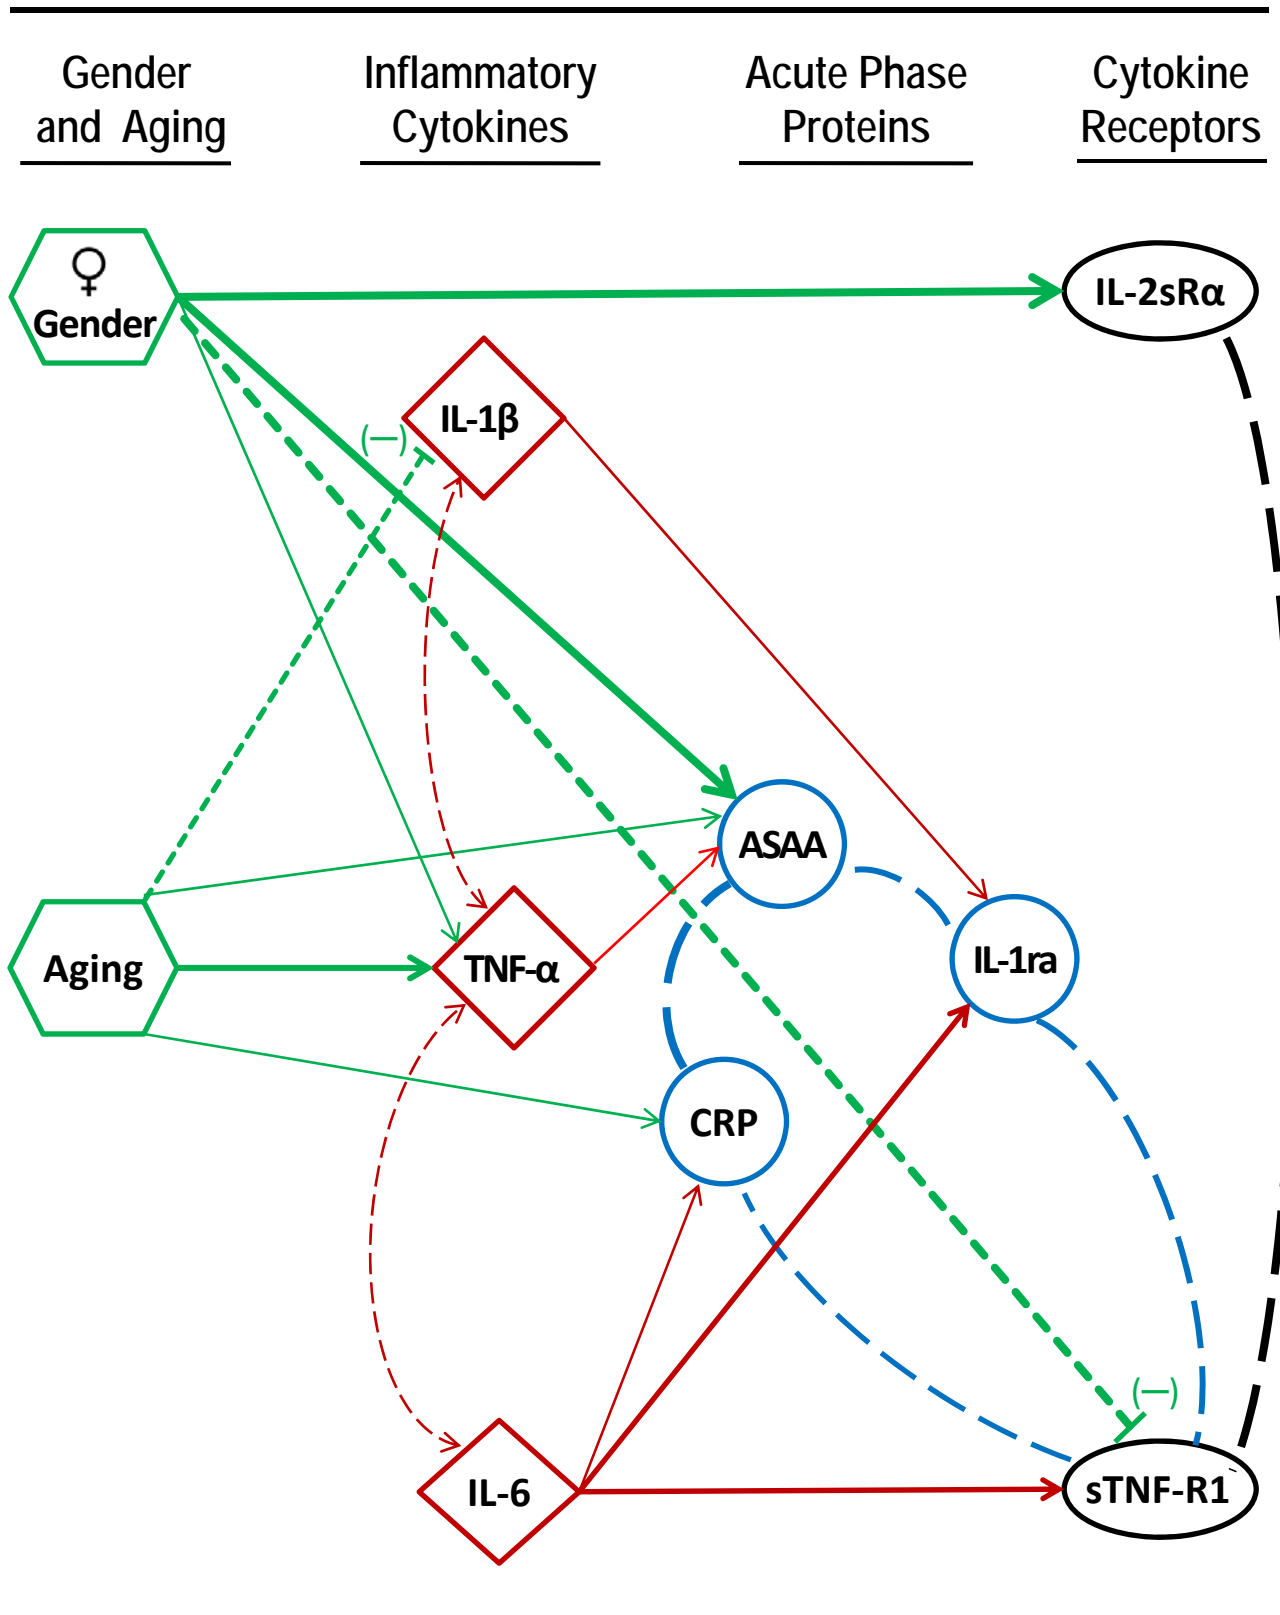 Gender
and Aging
Inflammatory
Cytokines
Acute Phase
Proteins
Cytokine
Receptors
♀
Gender
IL-2sRα
IL-1β
(—)
ASAA
IL-1ra
Aging
TNF-α
CRP
(—)
IL-6
sTNF-R1